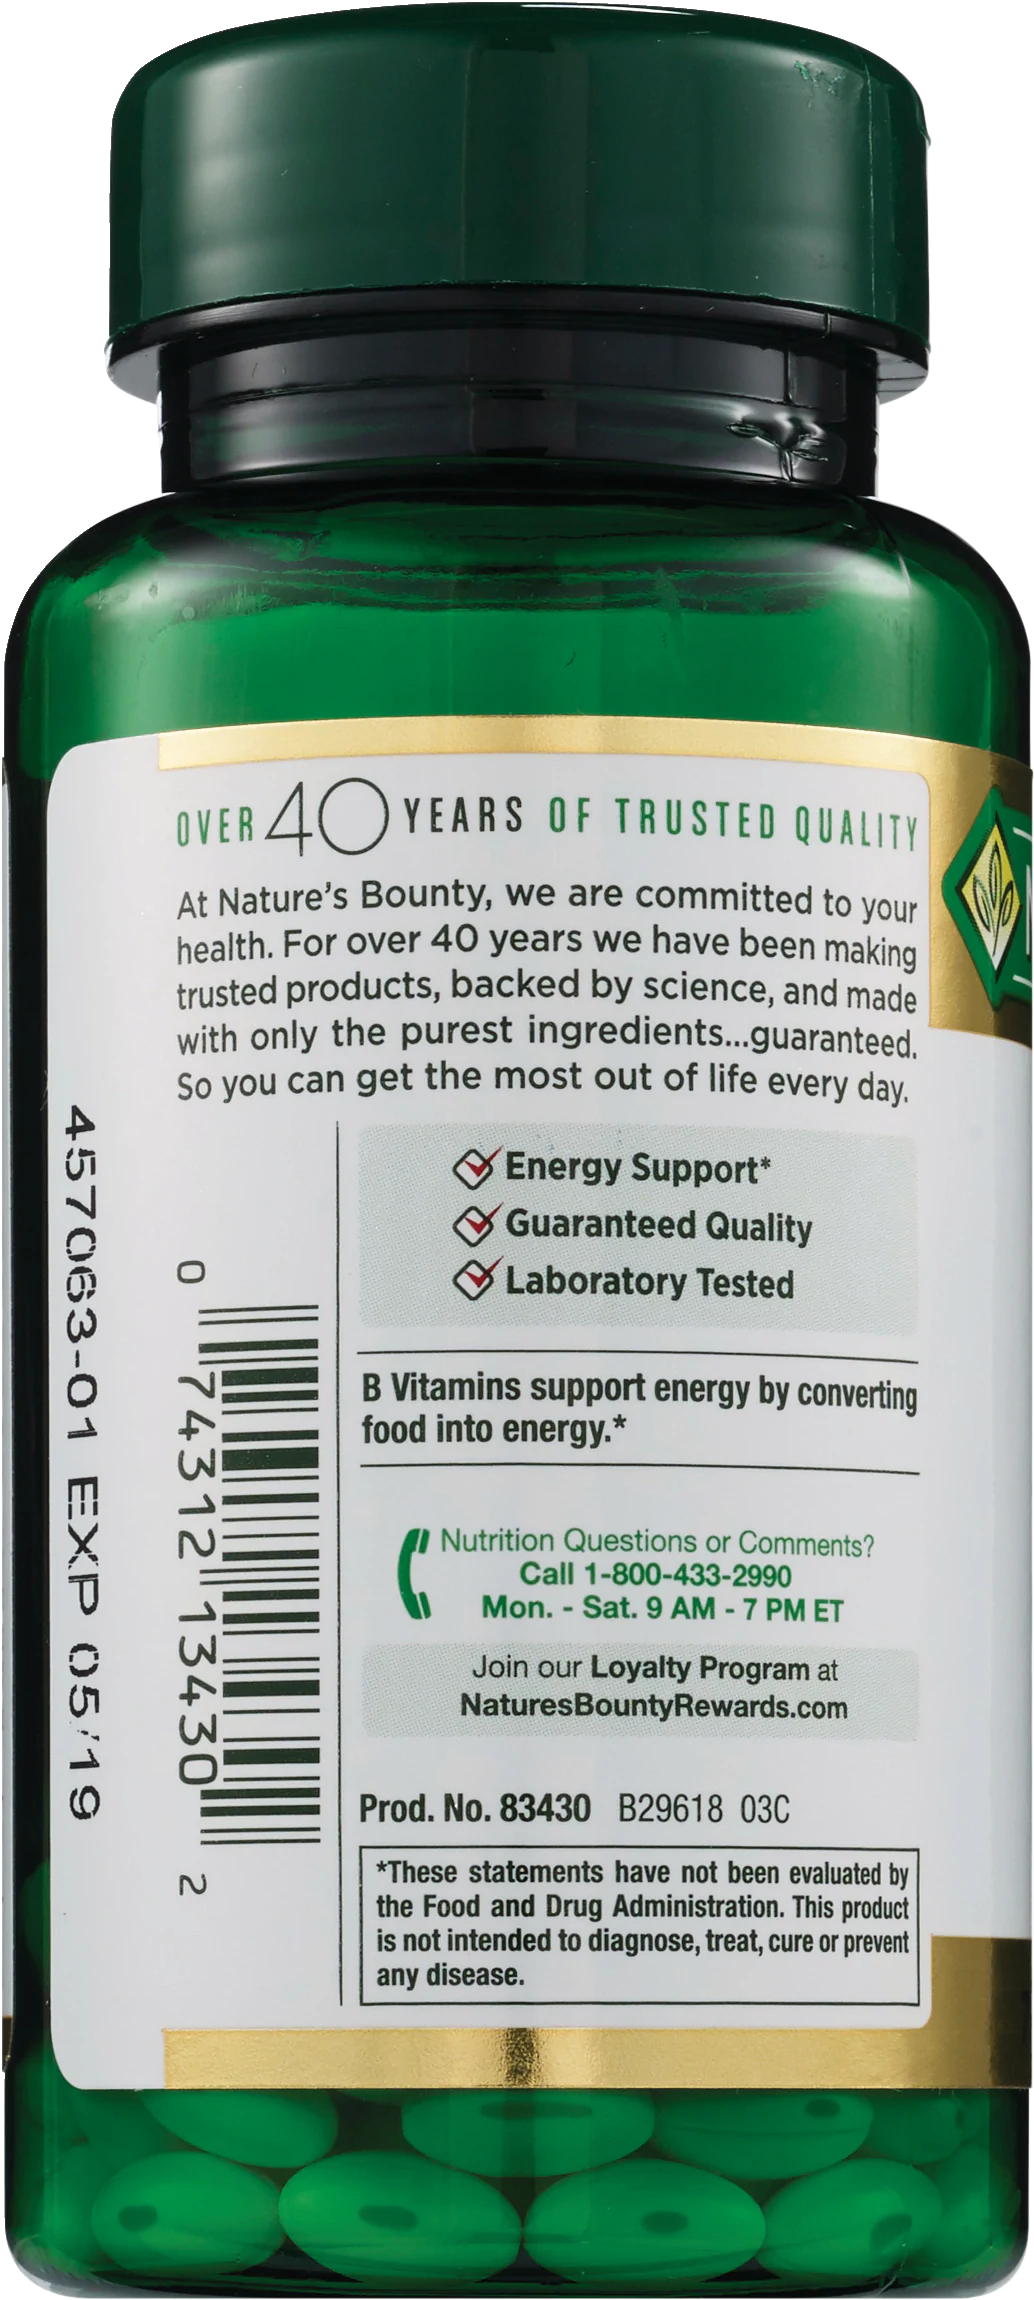 OVER 40 YEARS OF TRUSTED QUALITY
At Nature's Bounty, we are committed to your
health. For over 40 years we have been making
trusted products, backed by science, and made
with only the purest ingredients...guaranteed.
So you can get the most out of life every day.
Energy Support*
Guaranteed Quality
Laboratory Tested
B Vitamins support energy by converting
food into energy.*
Nutrition Questions or Comments?
Call 1-800-433-2990
Mon. - Sat. 9 AM - 7 PM ET
Join our Loyalty Program at
NaturesBountyRewards.com
Prod. No. 83430 B29618 03C
*These statements have not been evaluated by
the Food and Drug Administration. This product
is not intended to diagnose, treat, cure or prevent
any disease.
0 74312 13430 2
457063-01 EXP 05/19